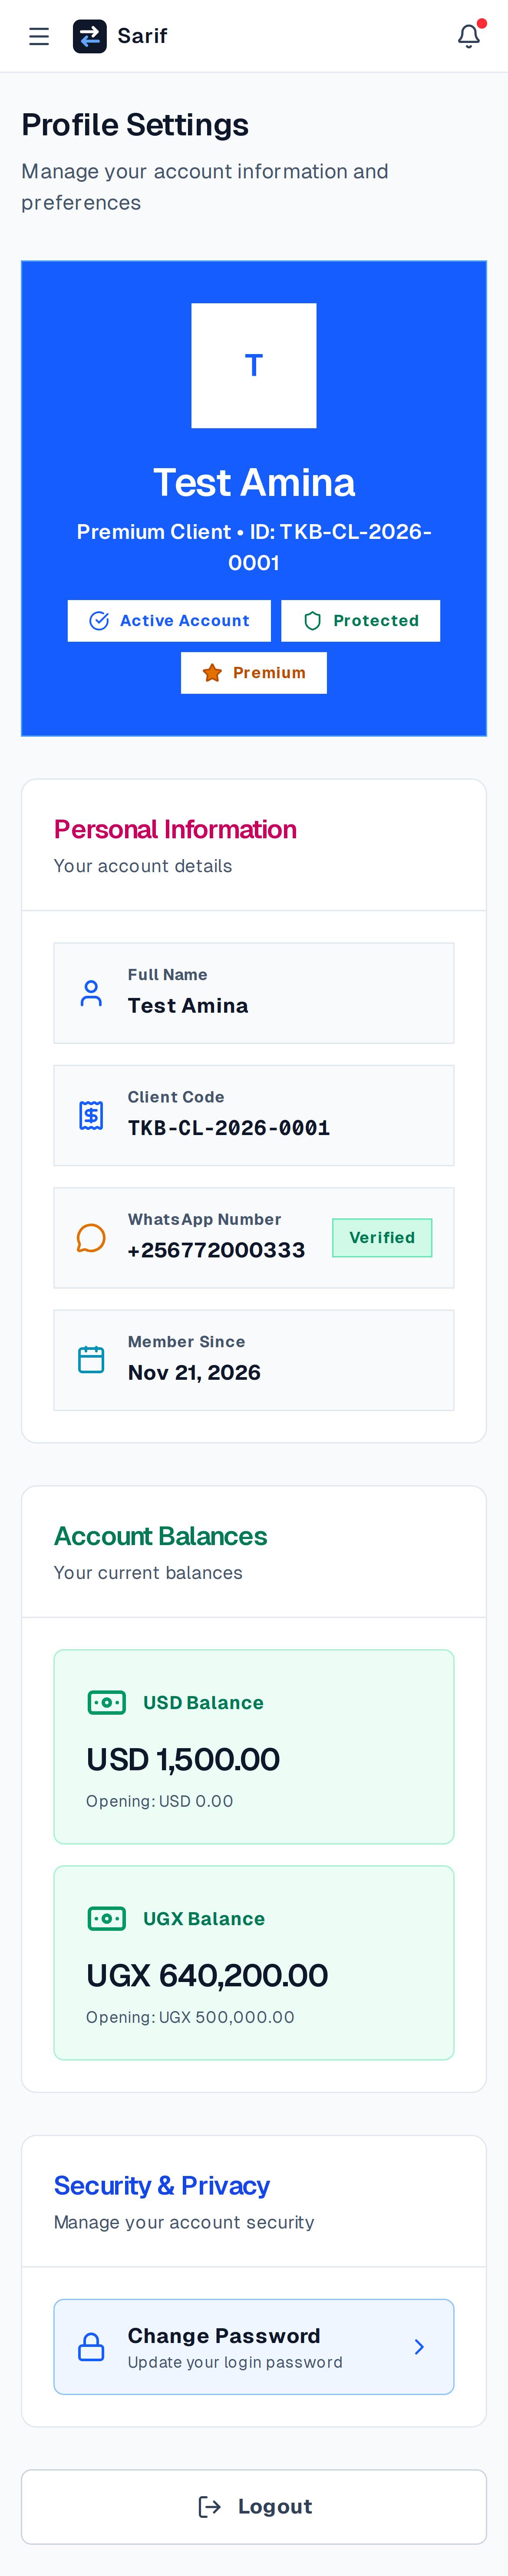 Sarif
Profile Settings
Manage your account information and
preferences
T
Test Amina
Premium Client • ID: TKB-CL-2026-
0001
Active Account
Protected
Premium
Personal Information
Your account details
Full Name
Test Amina
Client Code
TKB-CL-2026-0001
WhatsApp Number
+256772000333
Verified
Member Since
Nov 21, 2026
Account Balances
Your current balances
USD Balance
USD 1,500.00
Opening: USD 0.00
UGX Balance
UGX 640,200.00
Opening: UGX 500,000.00
Security & Privacy
Manage your account security
Change Password
Update your login password
Logout